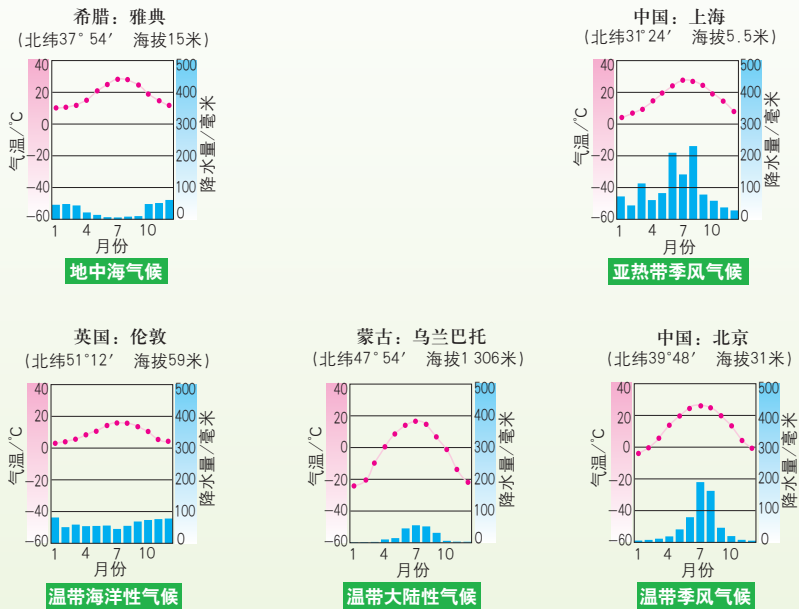 希腊：雅典
(北纬37°54′ 海拔15米)
气温/℃
40
20
0
−20
−40
−60
500
400
300
200
100
0
降水量/毫米
1 4 7 10
月份
地中海气候
中国：上海
(北纬31°24′ 海拔5.5米)
气温/℃
40
20
0
−20
−40
−60
500
400
300
200
100
0
降水量/毫米
1 4 7 10
月份
亚热带季风气候
英国：伦敦
(北纬51°12′ 海拔59米)
气温/℃
40
20
0
−20
−40
−60
500
400
300
200
100
0
降水量/毫米
1 4 7 10
月份
温带海洋性气候
蒙古：乌兰巴托
(北纬47°54′ 海拔1 306米)
气温/℃
40
20
0
−20
−40
−60
500
400
300
200
100
0
降水量/毫米
1 4 7 10
月份
温带大陆性气候
中国：北京
(北纬39°48′ 海拔31米)
气温/℃
40
20
0
−20
−40
−60
500
400
300
200
100
0
降水量/毫米
1 4 7 10
月份
温带季风气候